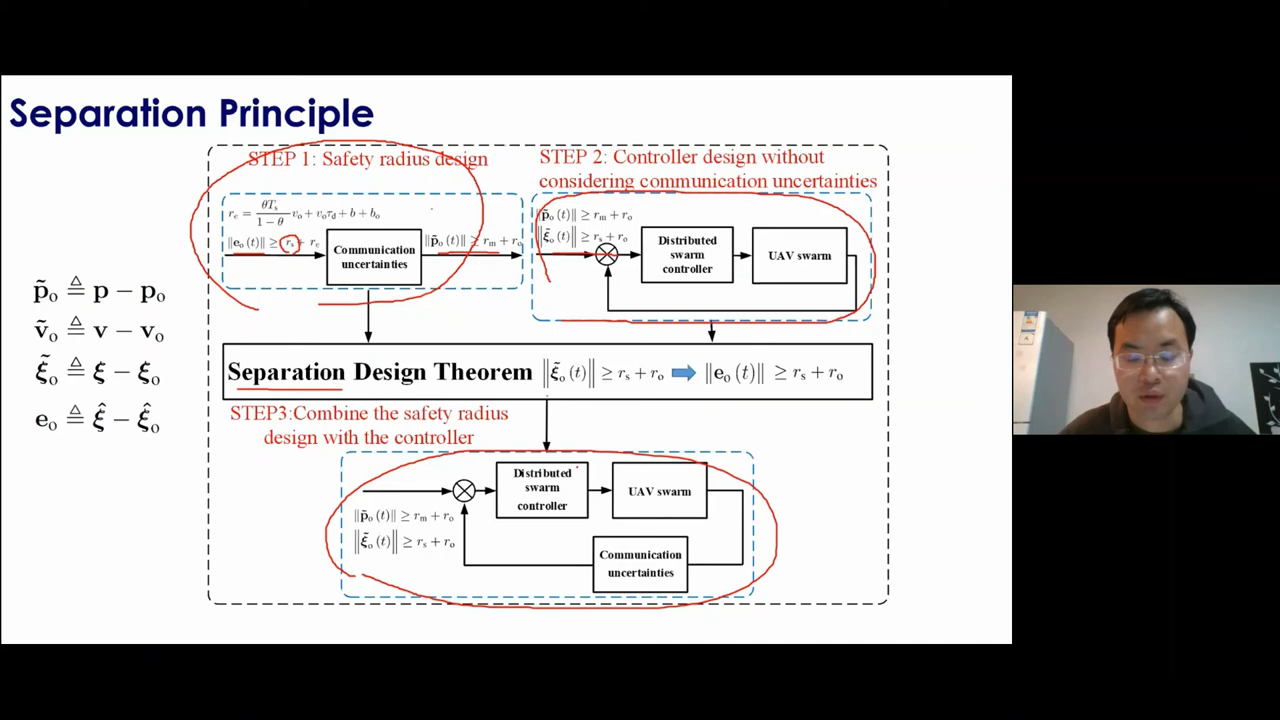 Separation Principle
STEP 1: Safety radius design
r_e = θT_s / (1 − θ) v_o + v_o τ_d + b + b_o
‖e_o(t)‖ ≥ r_s + r_e
Communication
uncertainties
‖p̃_o(t)‖ ≥ r_m + r_o
STEP 2: Controller design without
considering communication uncertainties
‖p̃_o(t)‖ ≥ r_m + r_o
‖ξ̃_o(t)‖ ≥ r_s + r_o
Distributed
swarm
controller
UAV swarm
p̃_o ≜ p − p_o
ṽ_o ≜ v − v_o
ξ̃_o ≜ ξ − ξ_o
e_o ≜ ξ̂ − ξ̂_o
Separation Design Theorem ‖ξ̃_o(t)‖ ≥ r_s + r_o ➡ ‖e_o(t)‖ ≥ r_s + r_o
STEP3:Combine the safety radius
design with the controller
‖p̃_o(t)‖ ≥ r_m + r_o
‖ξ̃_o(t)‖ ≥ r_s + r_o
Distributed
swarm
controller
UAV swarm
Communication
uncertainties